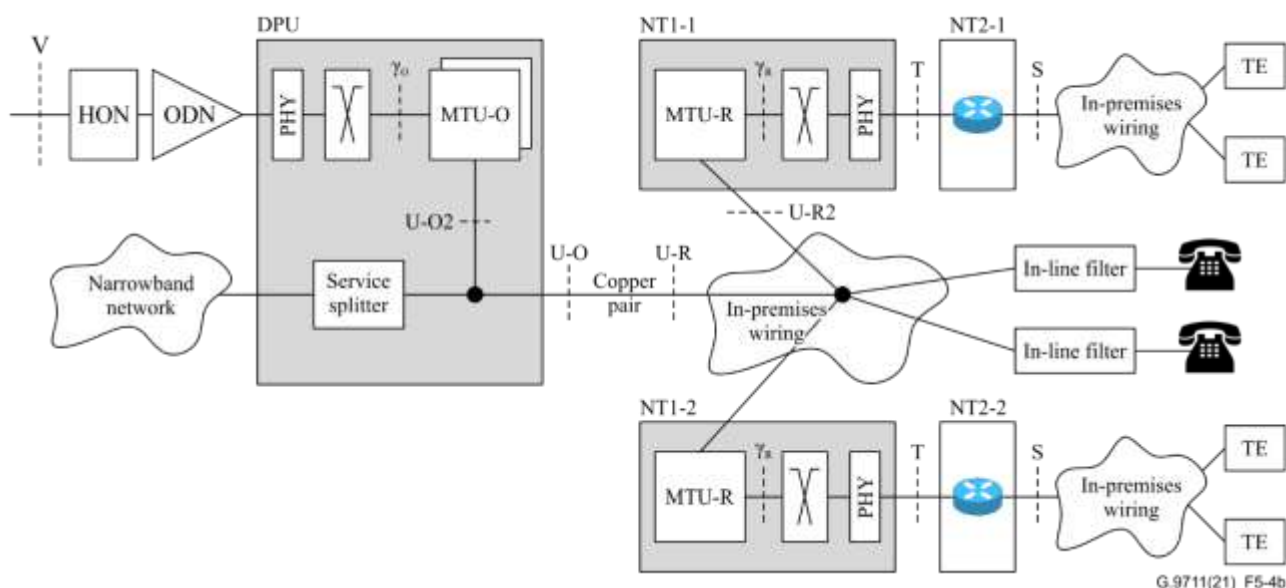 DPU
NT1-1
NT2-1
V
HON
ODN
PHY
γO
MTU-O
MTU-R
γR
PHY
T
S
In-premises
wiring
TE
TE
U-O2
U-R2
Narrowband
network
Service
splitter
U-O
Copper
pair
U-R
In-premises
wiring
In-line filter
In-line filter
NT1-2
NT2-2
MTU-R
γR
PHY
T
S
In-premises
wiring
TE
TE
G.9711(21)_F5-4b